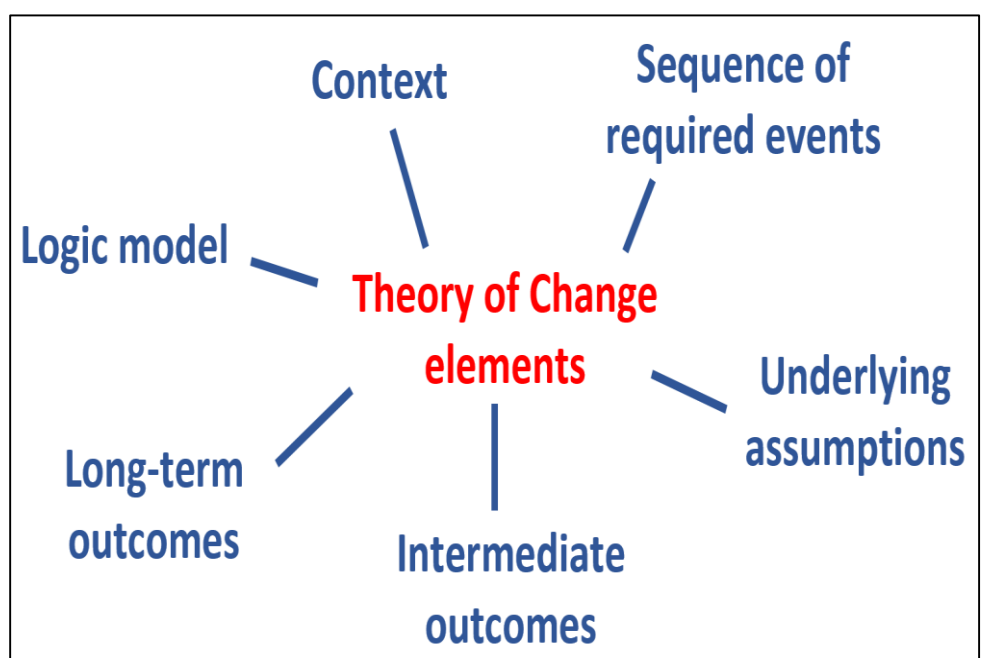 Context
Sequence of
required events
Logic model
Theory of Change
elements
Underlying
assumptions
Long-term
outcomes
Intermediate
outcomes